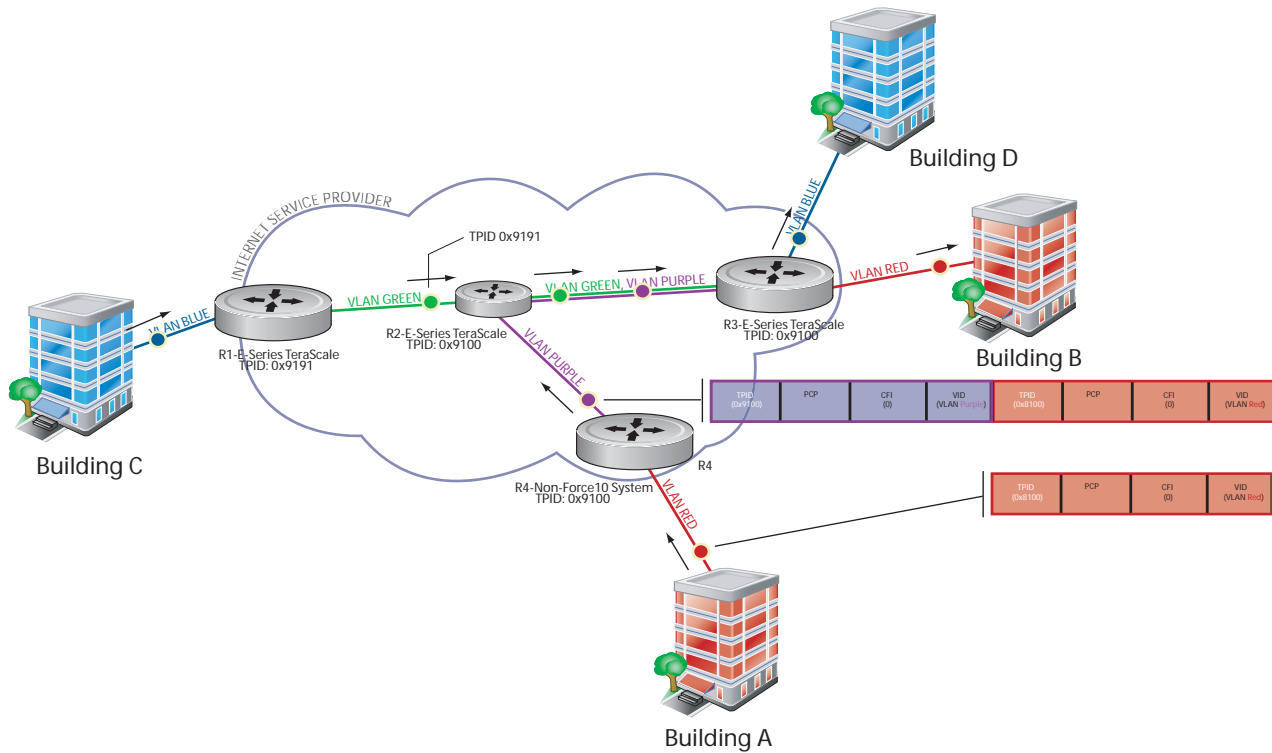 Building D
VLAN BLUE
INTERNET SERVICE PROVIDER
TPID 0x9191
Building B
VLAN RED
VLAN GREEN, VLAN PURPLE
VLAN GREEN
R3-E-Series TeraScale
TPID: 0x9100
R2-E-Series TeraScale
TPID: 0x9100
VLAN BLUE
R1-E-Series TeraScale
TPID: 0x9191
VLAN PURPLE
Building C
TPID
(0x9100)
PCP
CFI
(0)
VID
(VLAN Purple)
TPID
(0x8100)
PCP
CFI
(0)
VID
(VLAN Red)
R4
R4-Non-Force10 System
TPID: 0x9100
VLAN RED
TPID
(0x8100)
PCP
CFI
(0)
VID
(VLAN Red)
Building A